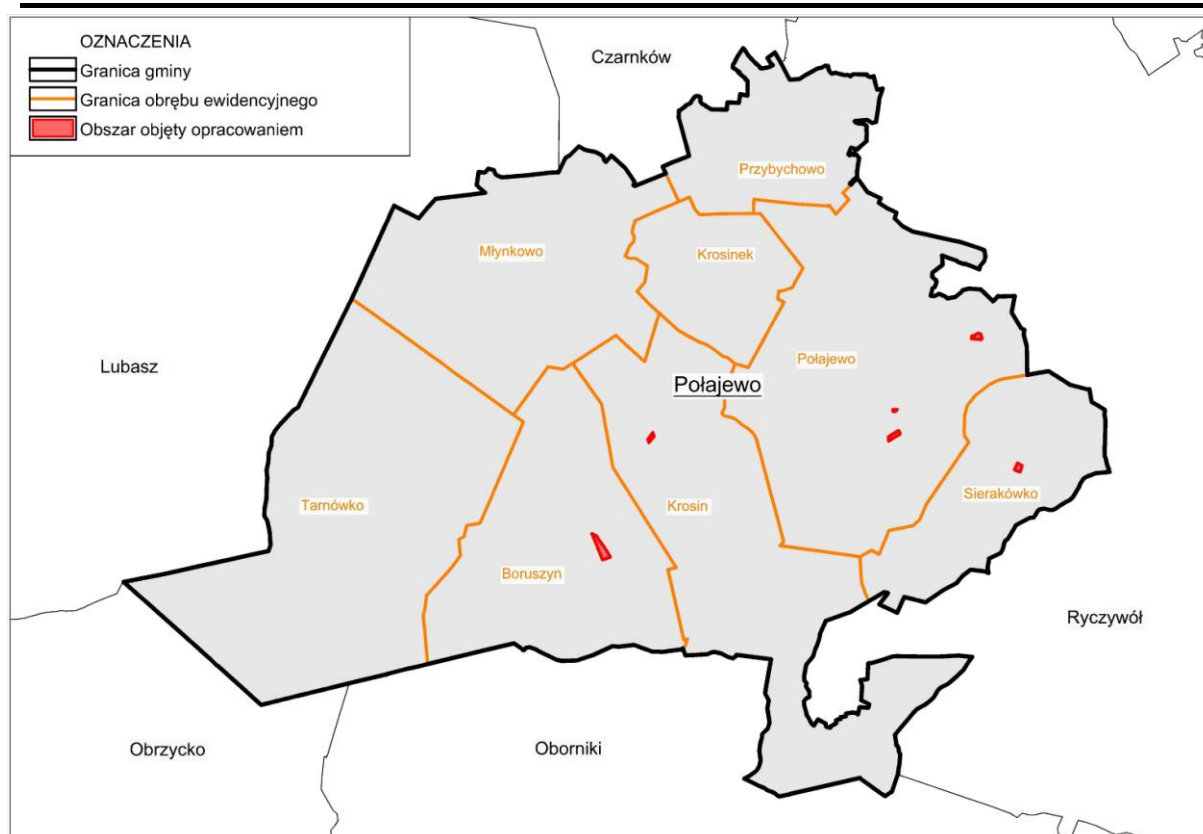 OZNACZENIA
Granica gminy
Granica obrębu ewidencyjnego
Obszar objęty opracowaniem
Czarnków
Przybychowo
Młynkowo
Krosinek
Lubasz
Połajewo
Połajewo
Tarnówko
Krosin
Sierakówko
Boruszyn
Ryczywół
Obrzycko
Oborniki